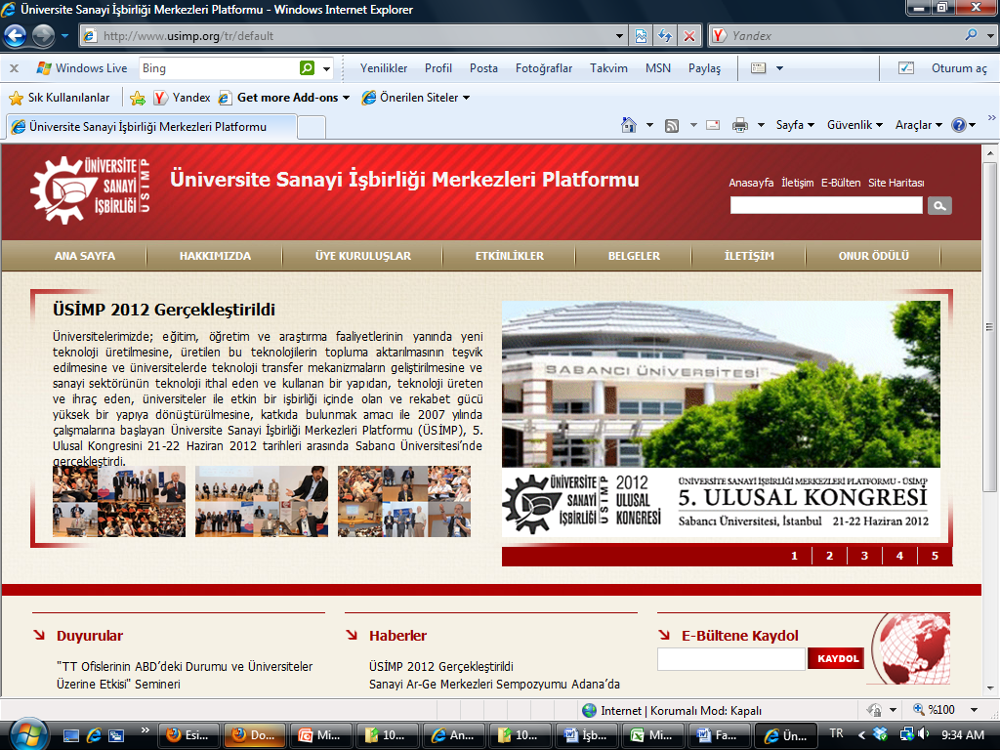 Üniversite Sanayi İşbirliği Merkezleri Platformu - Windows Internet Explorer
http://www.usimp.org/tr/default
Yandex
Windows Live
Bing
Yenilikler Profil Posta Fotoğraflar Takvim MSN Paylaş
Oturum aç
Sık Kullanılanlar
Yandex
Get more Add-ons
Önerilen Siteler
Üniversite Sanayi İşbirliği Merkezleri Platformu
Sayfa Güvenlik Araçlar
ÜNİVERSİTE
SANAYİ
İŞBİRLİĞİ
USIMP
Üniversite Sanayi İşbirliği Merkezleri Platformu
Anasayfa İletişim E-Bülten Site Haritası
ANA SAYFA HAKKIMIZDA ÜYE KURULUŞLAR ETKİNLİKLER BELGELER İLETİŞİM ONUR ÖDÜLÜ
ÜSİMP 2012 Gerçekleştirildi
Üniversitelerimizde; eğitim, öğretim ve araştırma faaliyetlerinin yanında yeni
teknoloji üretilmesine, üretilen bu teknolojilerin topluma aktarılmasının teşvik
edilmesine ve üniversitelerde teknoloji transfer mekanizmaların geliştirilmesine ve
sanayi sektörünün teknoloji ithal eden ve kullanan bir yapıdan, teknoloji üreten
ve ihraç eden, üniversiteler ile etkin bir işbirliği içinde olan ve rekabet gücü
yüksek bir yapıya dönüştürülmesine, katkıda bulunmak amacı ile 2007 yılında
çalışmalarına başlayan Üniversite Sanayi İşbirliği Merkezleri Platformu (ÜSİMP), 5.
Ulusal Kongresini 21-22 Haziran 2012 tarihleri arasında Sabancı Üniversitesi’nde
gerçekleştirdi.
SABANCI ÜNİVERSİTESİ
ÜNİVERSİTE
SANAYİ
İŞBİRLİĞİ
USIMP
2012
ULUSAL
KONGRESİ
ÜNİVERSİTE SANAYİ İŞBİRLİĞİ MERKEZLERİ PLATFORMU - ÜSİMP
5. ULUSAL KONGRESİ
Sabancı Üniversitesi, İstanbul 21-22 Haziran 2012
1 2 3 4 5
Duyurular
"TT Ofislerinin ABD’deki Durumu ve Üniversiteler
Üzerine Etkisi" Semineri
Haberler
ÜSİMP 2012 Gerçekleştirildi
Sanayi Ar-Ge Merkezleri Sempozyumu Adana’da
E-Bültene Kaydol
KAYDOL
Internet | Korumalı Mod: Kapalı
%100
Esi... Do... Mi... 10... An... 10... İşb... Mi... Fa... Ün...
TR
9:34 AM